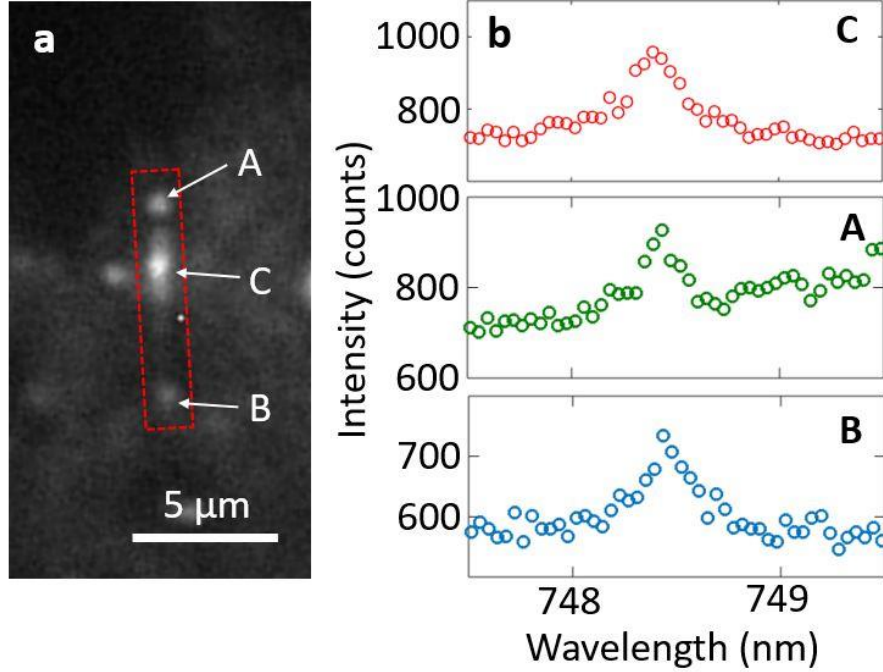 a
A
C
B
5 μm
b
Intensity (counts)
1000
800
C
1000
800
600
A
700
600
B
748
749
Wavelength (nm)